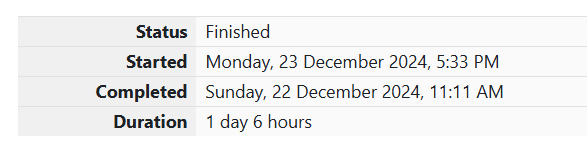 Status Finished
Started Monday, 23 December 2024, 5:33 PM
Completed Sunday, 22 December 2024, 11:11 AM
Duration 1 day 6 hours